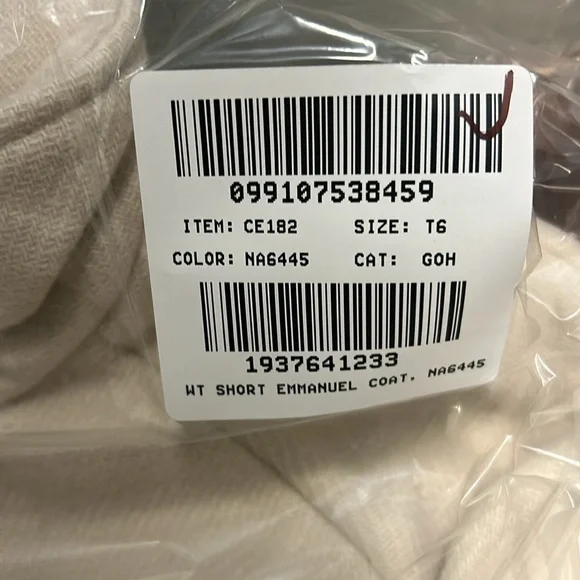 099107538459
ITEM: CE182 SIZE: T6
COLOR: NA6445 CAT: GOH
1937641233
WT SHORT EMMANUEL COAT. NA6445